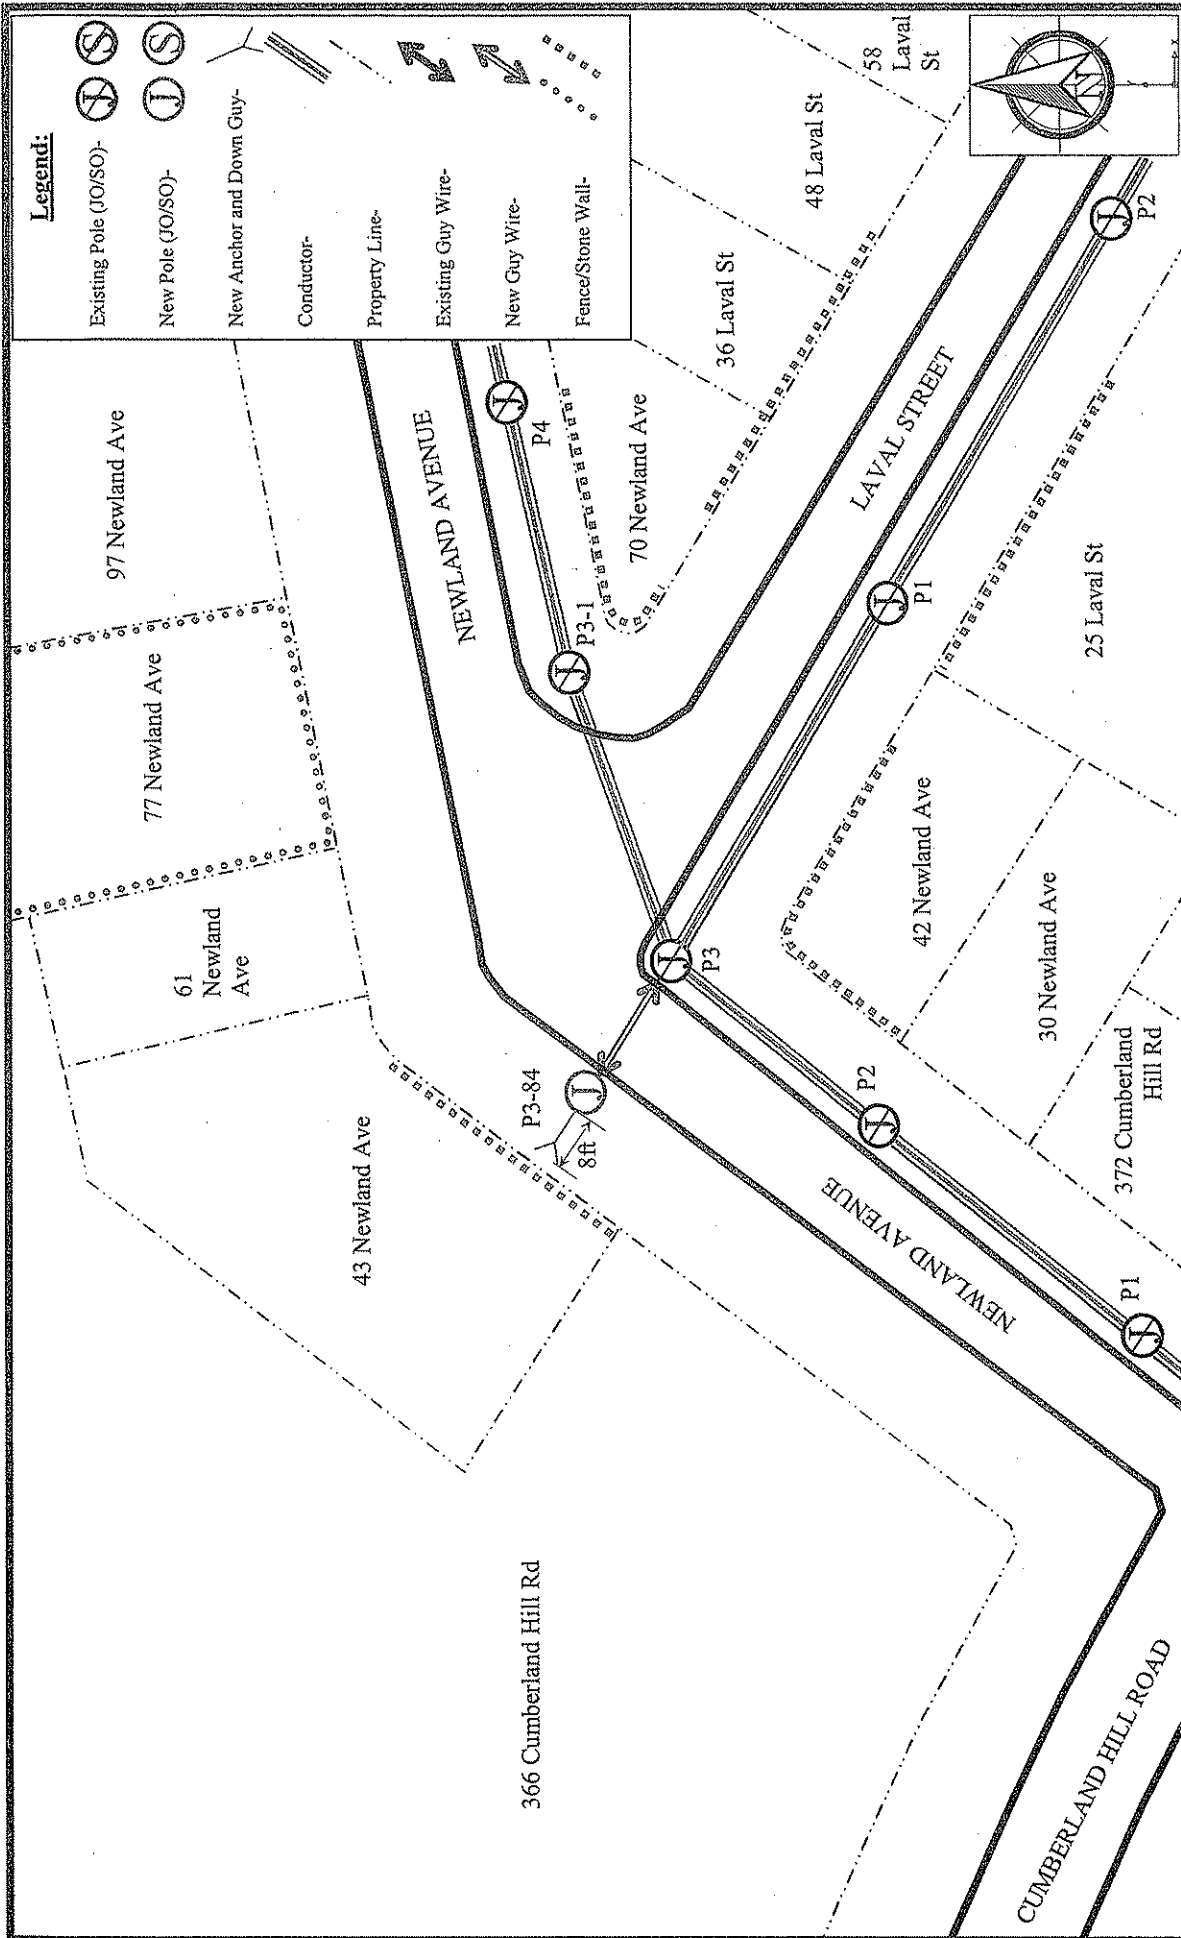 Legend:
Existing Pole (JO/SO)-
J S
New Pole (JO/SO)-
J S
New Anchor and Down Guy-
Conductor-
Property Line-
Existing Guy Wire-
New Guy Wire-
Fence/Stone Wall-
97 Newland Ave
77 Newland Ave
61
Newland
Ave
43 Newland Ave
366 Cumberland Hill Rd
NEWLAND AVENUE
P4
J
P3-1
J
70 Newland Ave
36 Laval St
48 Laval St
58
Laval
St
N
LAVAL STREET
P2
J
P1
J
25 Laval St
P3
J
P3-84
J
8ft
42 Newland Ave
30 Newland Ave
372 Cumberland
Hill Rd
P2
J
NEWLAND AVENUE
P1
J
CUMBERLAND HILL ROAD